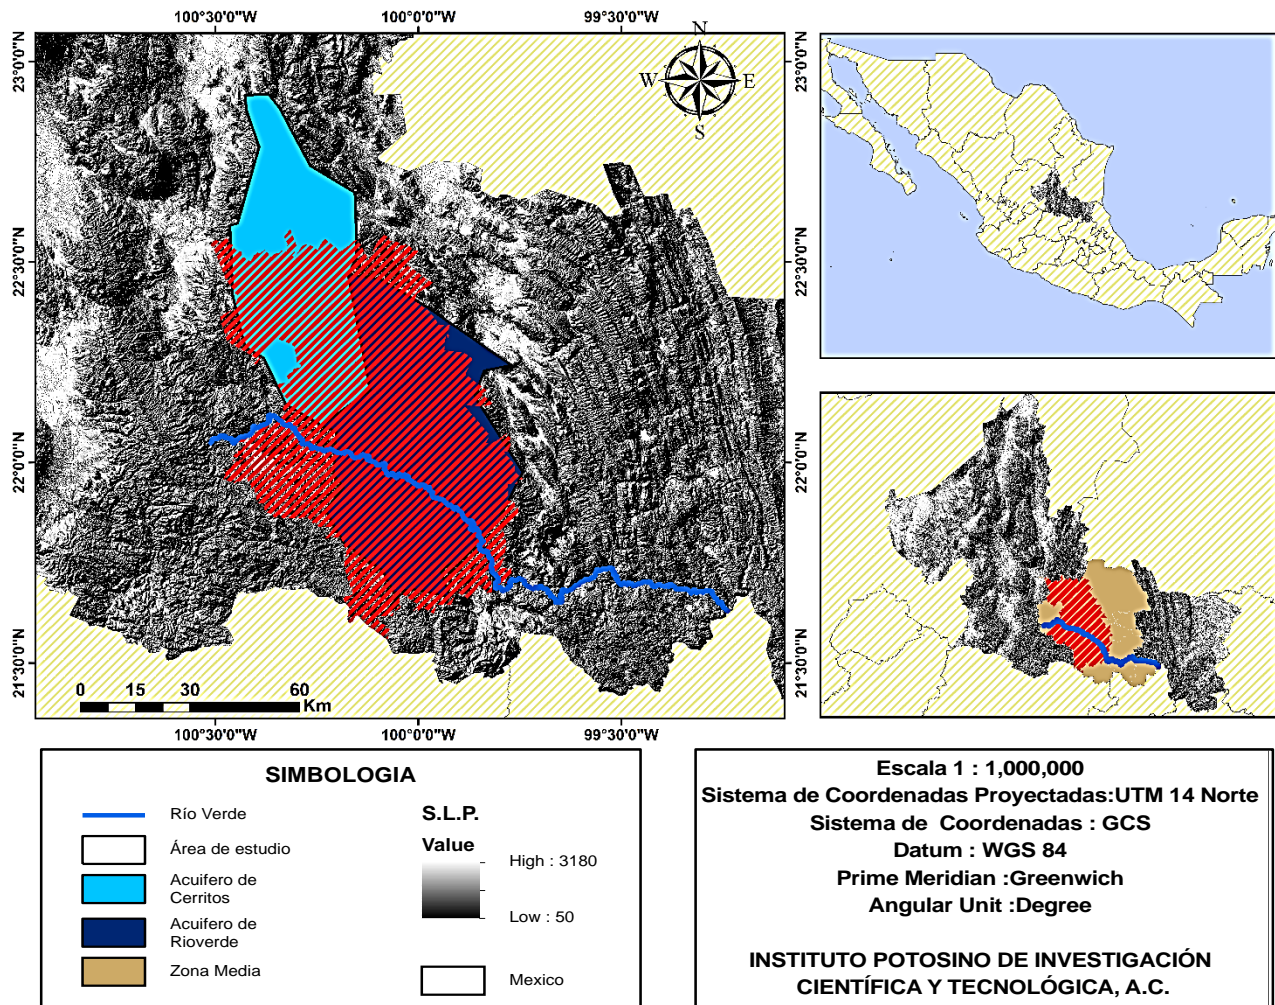 100°30'0"W 100°0'0"W 99°30'0"W
23°0'0"N
22°30'0"N
22°0'0"N
21°30'0"N
N
W E
S
0 15 30 60
Km
23°0'0"N
22°30'0"N
22°0'0"N
21°30'0"N
100°30'0"W 100°0'0"W 99°30'0"W
SIMBOLOGIA
Río Verde
Área de estudio
Acuifero de
Cerritos
Acuifero de
Rioverde
Zona Media
S.L.P.
Value
High : 3180
Low : 50
Mexico
Escala 1 : 1,000,000
Sistema de Coordenadas Proyectadas:UTM 14 Norte
Sistema de Coordenadas : GCS
Datum : WGS 84
Prime Meridian :Greenwich
Angular Unit :Degree
INSTITUTO POTOSINO DE INVESTIGACIÓN
CIENTÍFICA Y TECNOLÓGICA, A.C.